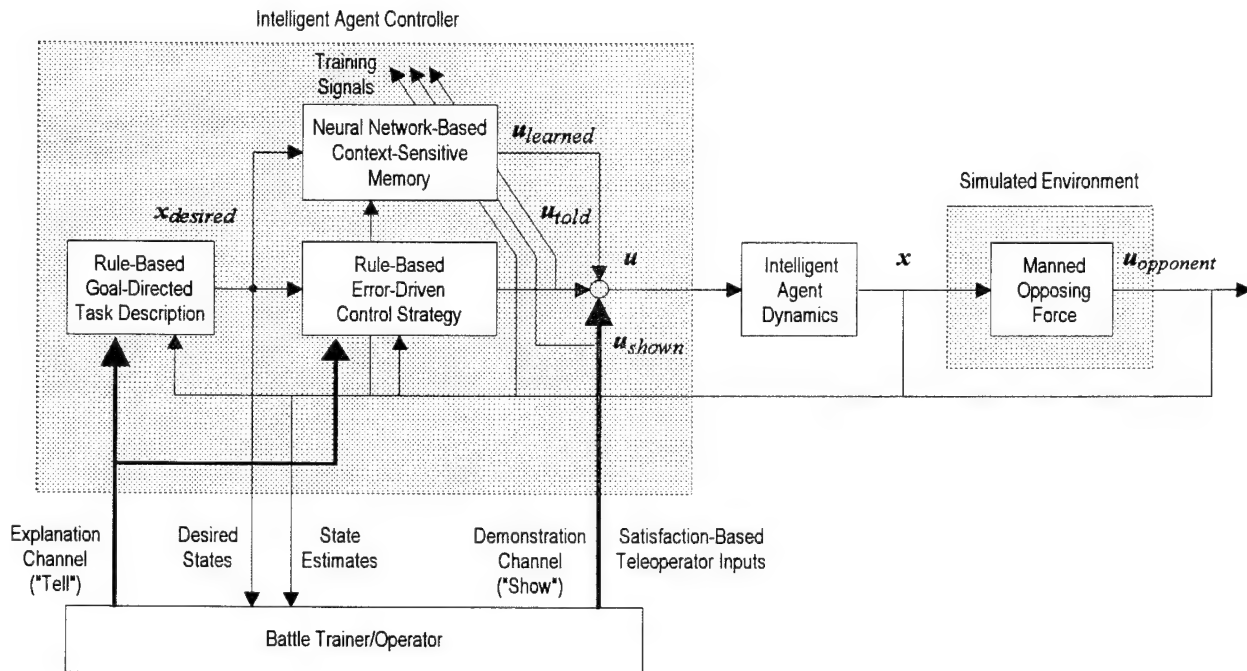 Intelligent Agent Controller
Training
Signals
Neural Network-Based
Context-Sensitive
Memory
u_learned
Simulated Environment
x_desired
u_told
Rule-Based
Goal-Directed
Task Description
Rule-Based
Error-Driven
Control Strategy
u
Intelligent
Agent
Dynamics
x
Manned
Opposing
Force
u_opponent
u_shown
Explanation
Channel
("Tell")
Desired
States
State
Estimates
Demonstration
Channel
("Show")
Satisfaction-Based
Teleoperator Inputs
Battle Trainer/Operator